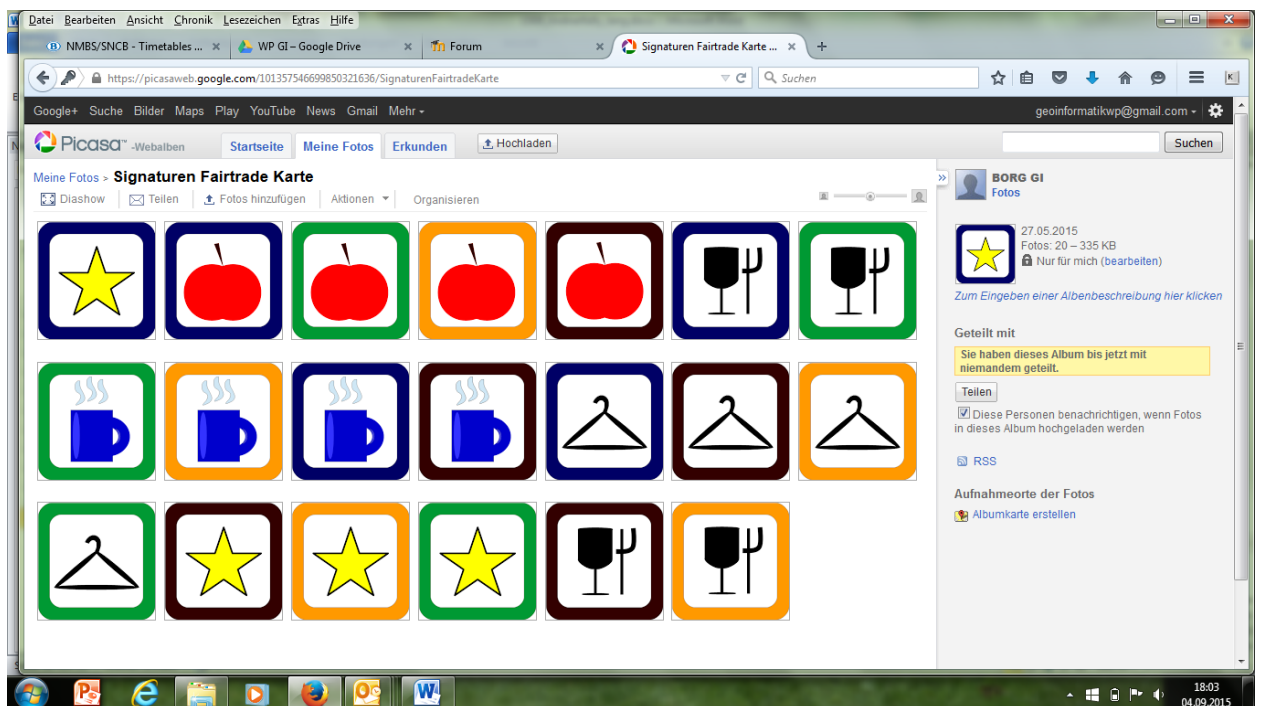 Datei Bearbeiten Ansicht Chronik Lesezeichen Extras Hilfe
NMBS/SNCB - Timetables ... WP GI – Google Drive Forum Signaturen Fairtrade Karte ...
https://picasaweb.google.com/101357546699850321636/SignaturenFairtradeKarte Suchen
Google+ Suche Bilder Maps Play YouTube News Gmail Mehr geoinformatikwp@gmail.com
Picasa™ -Webalben Startseite Meine Fotos Erkunden Hochladen Suchen
Meine Fotos > Signaturen Fairtrade Karte
Diashow Teilen Fotos hinzufügen Aktionen Organisieren
BORG GI
Fotos
27.05.2015
Fotos: 20 – 335 KB
Nur für mich (bearbeiten)
Zum Eingeben einer Albenbeschreibung hier klicken
Geteilt mit
Sie haben dieses Album bis jetzt mit
niemandem geteilt.
Teilen
Diese Personen benachrichtigen, wenn Fotos
in dieses Album hochgeladen werden
RSS
Aufnahmeorte der Fotos
Albumkarte erstellen
18:03
04.09.2015